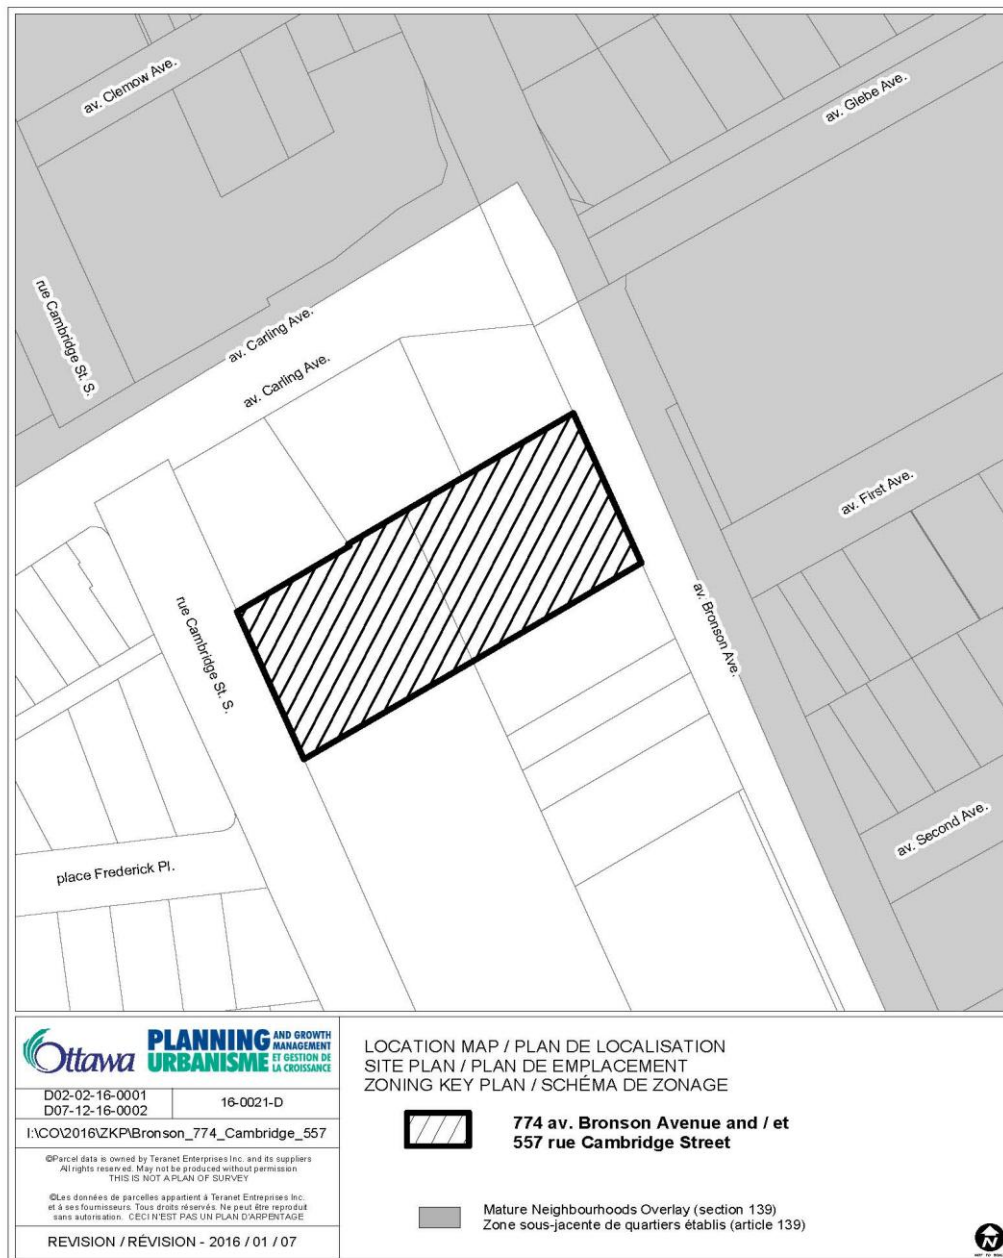 av. Clemow Ave.
av. Glebe Ave.
rue Cambridge St. S.
av. Carling Ave.
av. Carling Ave.
av. First Ave.
rue Cambridge St. S.
av. Bronson Ave.
av. Second Ave.
place Frederick Pl.
Ottawa
PLANNING AND GROWTH MANAGEMENT
URBANISME ET GESTION DE LA CROISSANCE
D02-02-16-0001
D07-12-16-0002
16-0021-D
I:\CO\2016\ZKP\Bronson_774_Cambridge_557
©Parcel data is owned by Teranet Enterprises Inc. and its suppliers
All rights reserved. May not be produced without permission
THIS IS NOT A PLAN OF SURVEY
©Les données de parcelles appartient à Teranet Entreprises Inc.
et à ses fournisseurs. Tous droits réservés. Ne peut être reproduit
sans autorisation. CECI N'EST PAS UN PLAN D'ARPENTAGE
REVISION / RÉVISION - 2016 / 01 / 07
LOCATION MAP / PLAN DE LOCALISATION
SITE PLAN / PLAN DE EMPLACEMENT
ZONING KEY PLAN / SCHÉMA DE ZONAGE
774 av. Bronson Avenue and / et
557 rue Cambridge Street
Mature Neighbourhoods Overlay (section 139)
Zone sous-jacente de quartiers établis (article 139)
N